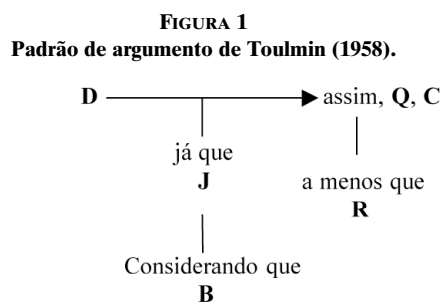 FIGURA 1
Padrão de argumento de Toulmin (1958).
D assim, Q, C
já que
J
a menos que
R
Considerando que
B